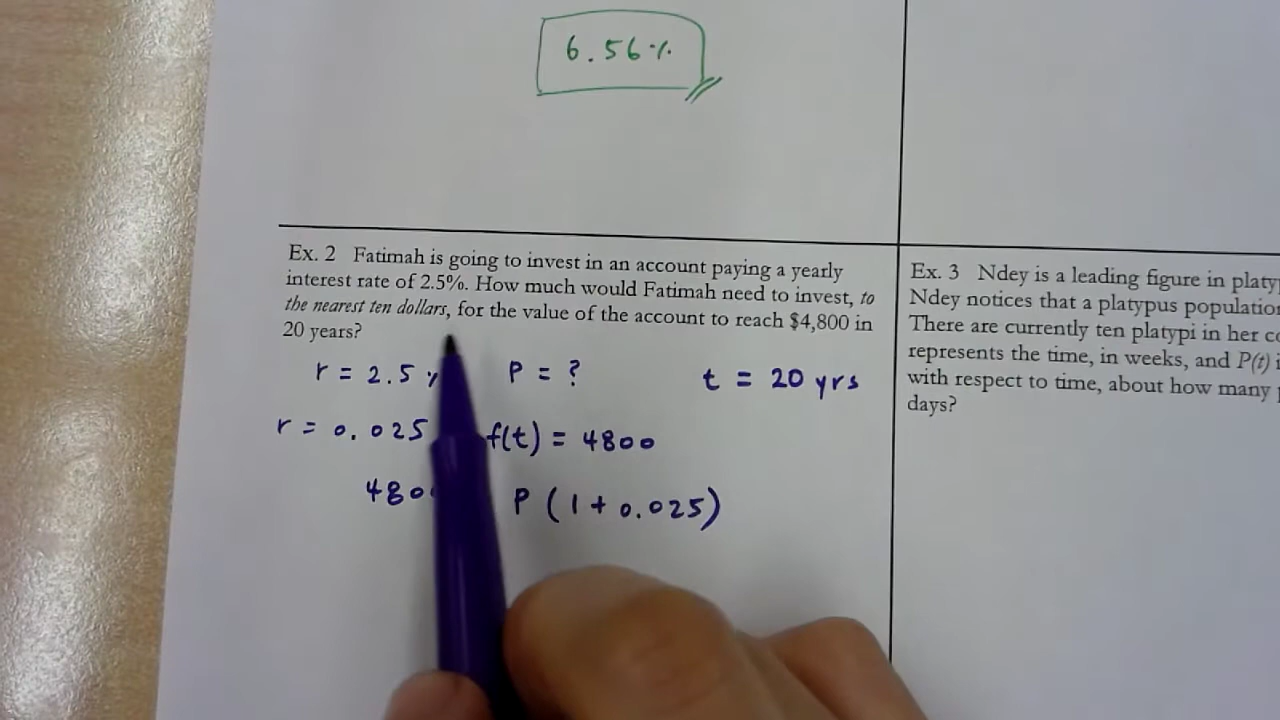 6.56%
Ex. 2 Fatimah is going to invest in an account paying a yearly
interest rate of 2.5%. How much would Fatimah need to invest, to
the nearest ten dollars, for the value of the account to reach $4,800 in
20 years?
r = 2.5 P = ? t = 20 yrs
r = 0.025 f(t) = 4800
480 P (1 + 0.025)
Ex. 3 Ndey is a leading figure in platy
Ndey notices that a platypus population
There are currently ten platypi in her co
represents the time, in weeks, and P(t) i
with respect to time, about how many
days?